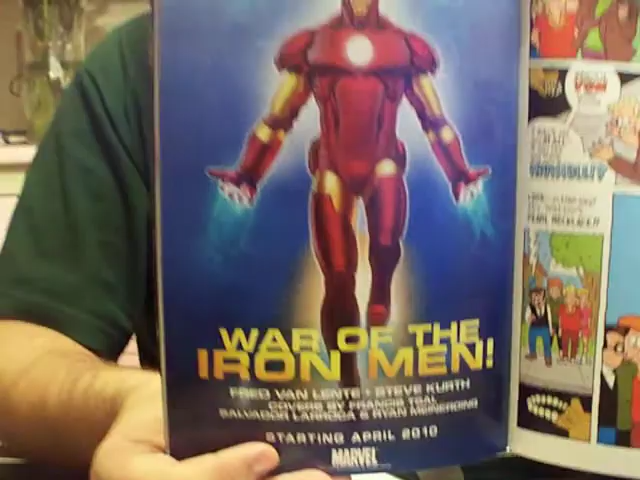 WAR OF THE
IRON MEN!
FRED VAN LENTE • STEVE KURTH
COVERS BY FRANCIS TSAI,
SALVADOR LARROCA & RYAN MEINERDING
STARTING APRIL 2010
MARVEL